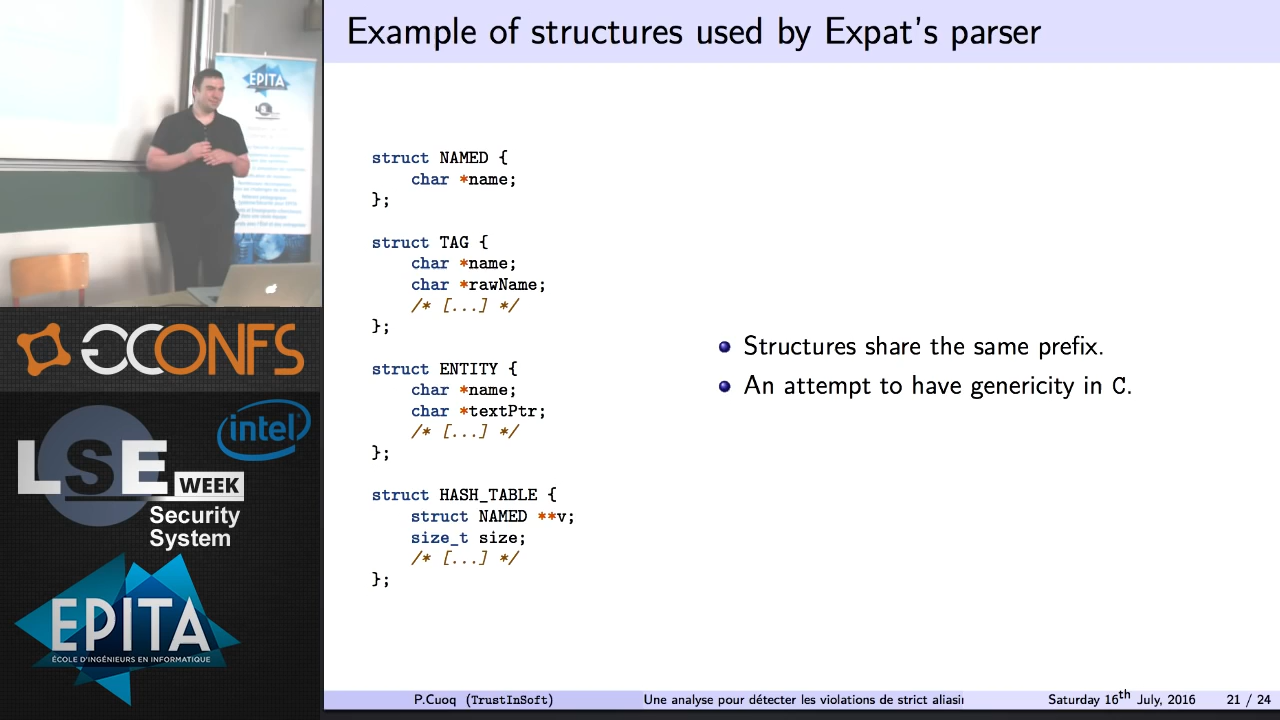 Example of structures used by Expat's parser
struct NAMED {
char *name;
};
struct TAG {
char *name;
char *rawName;
/* [...] */
};
struct ENTITY {
char *name;
char *textPtr;
/* [...] */
};
struct HASH_TABLE {
struct NAMED **v;
size_t size;
/* [...] */
};
Structures share the same prefix.
An attempt to have genericity in C.
P.Cuoq (TrustInSoft)
Une analyse pour détecter les violations de strict aliasi
Saturday 16th July, 2016
21 / 24
EPITA
CONFS
intel
LSE
WEEK
Security
System
EPITA
ÉCOLE D'INGÉNIEURS EN INFORMATIQUE